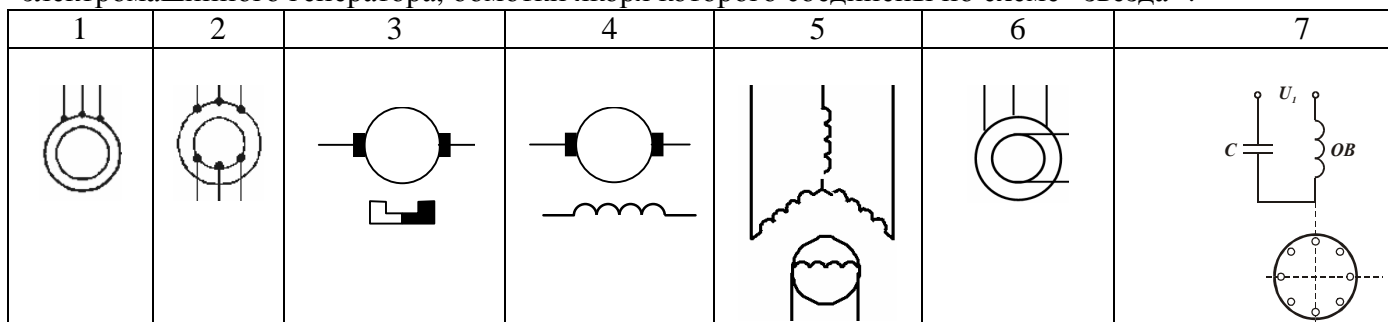 электромашинного генератора, обмотки якоря которого соединены по схеме "звезда"?
1 2 3 4 5 6 7
U1
C OB